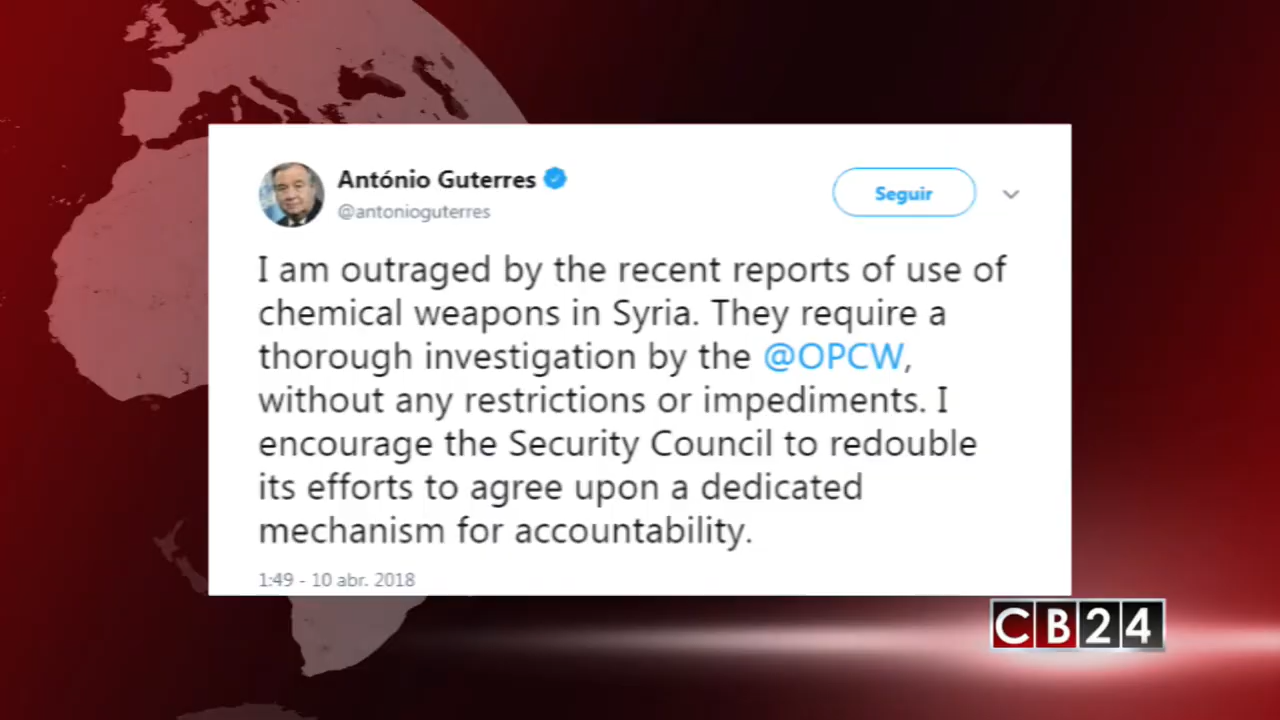 António Guterres
@antonioguterres
Seguir
I am outraged by the recent reports of use of
chemical weapons in Syria. They require a
thorough investigation by the @OPCW,
without any restrictions or impediments. I
encourage the Security Council to redouble
its efforts to agree upon a dedicated
mechanism for accountability.
1:49 - 10 abr. 2018
CB24